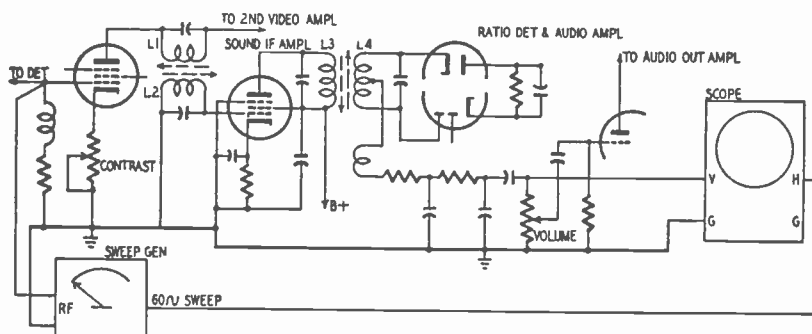 RATIO DET & AUDIO AMPL
TO 2ND VIDEO AMPL
L1
SOUND IF AMPL
L3
L4
TO AUDIO OUT AMPL
TO DET
L2
SCOPE
CONTRAST
V
H
B+
VOLUME
G
G
SWEEP GEN
RF
60∿ SWEEP